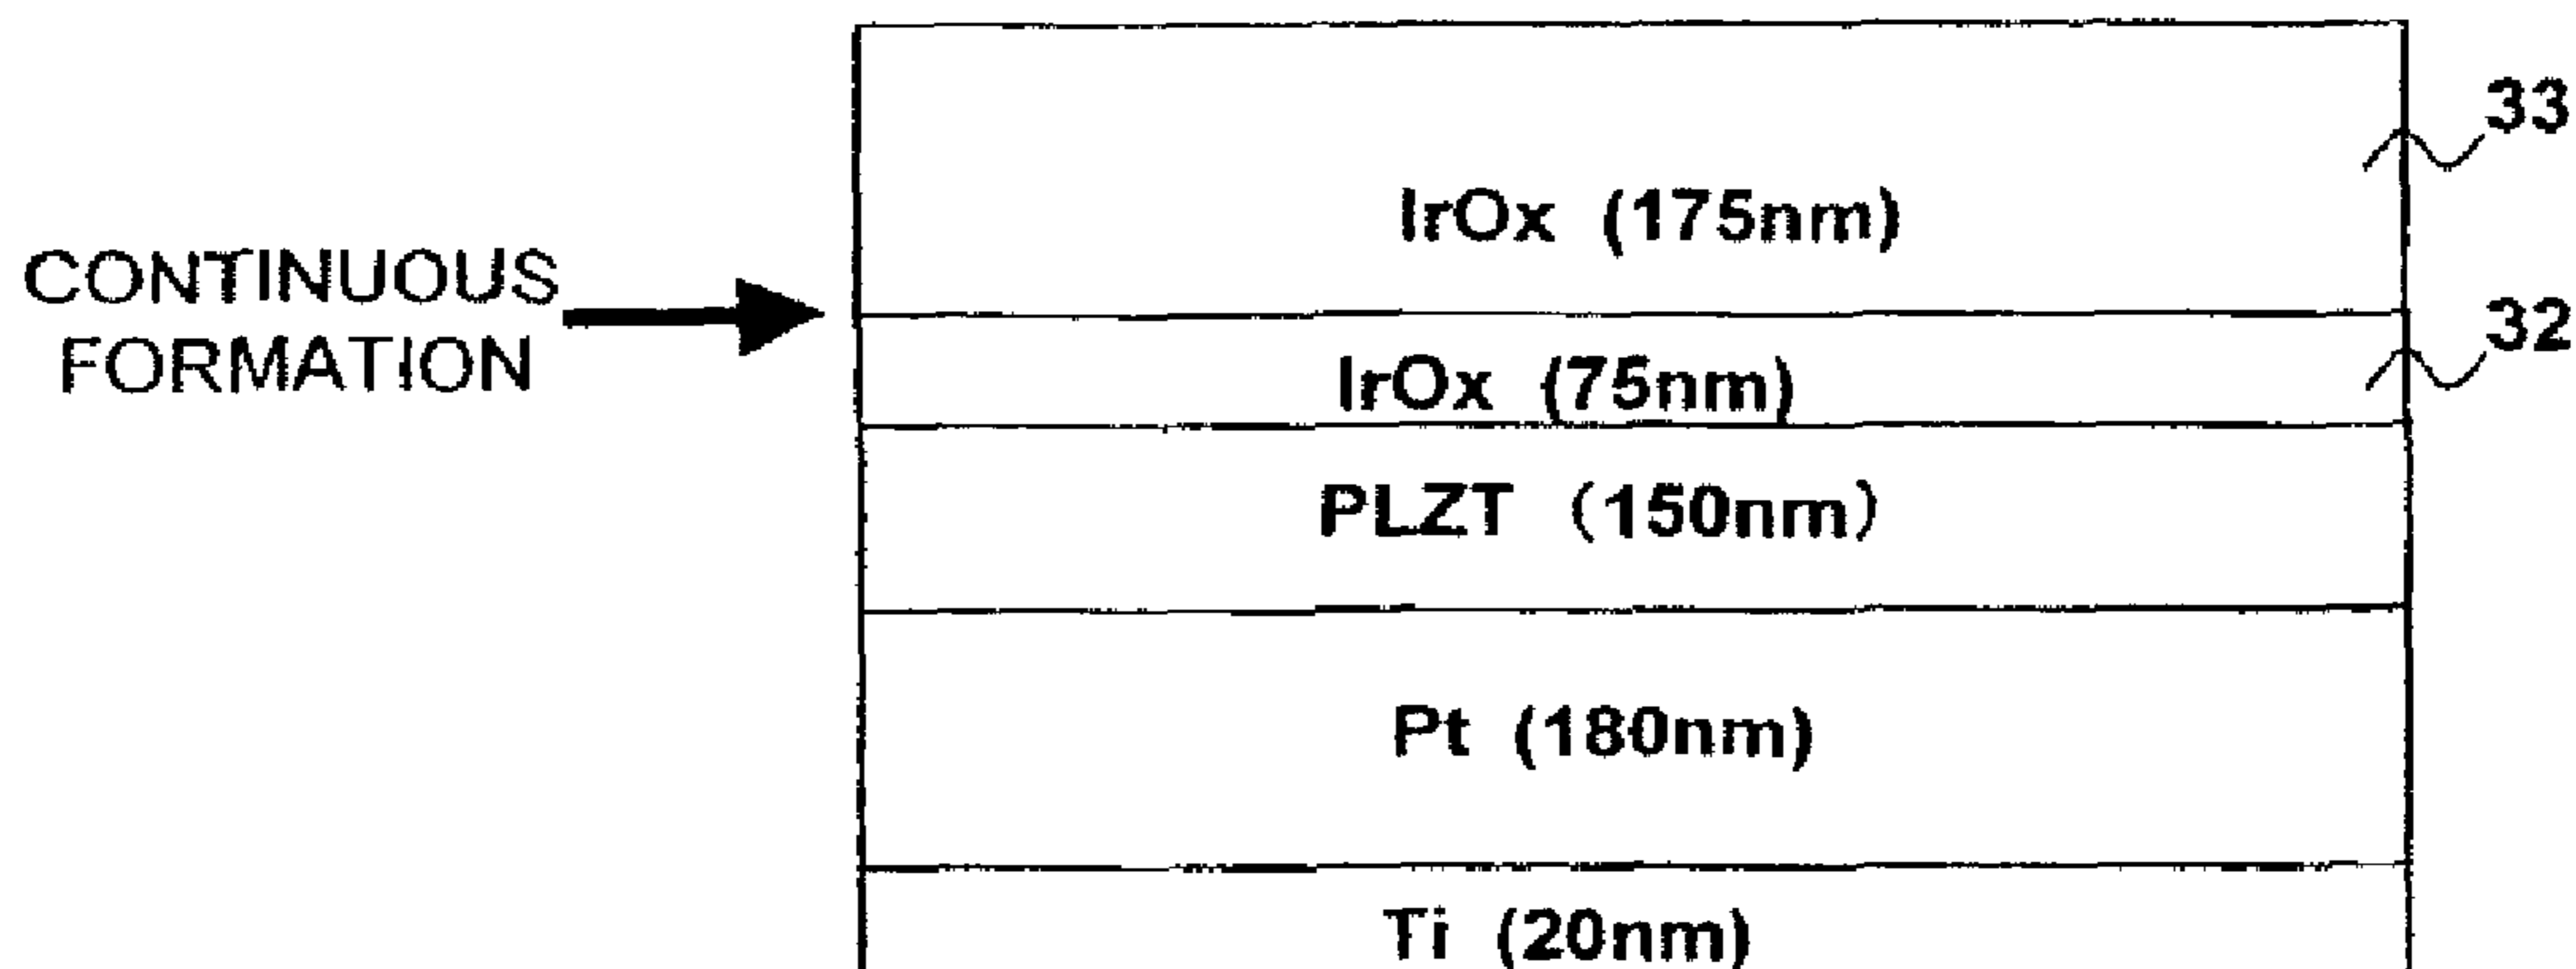 33
IrOx (175nm)
CONTINUOUS
FORMATION
32
IrOx (75nm)
PLZT (150nm)
Pt (180nm)
Ti (20nm)